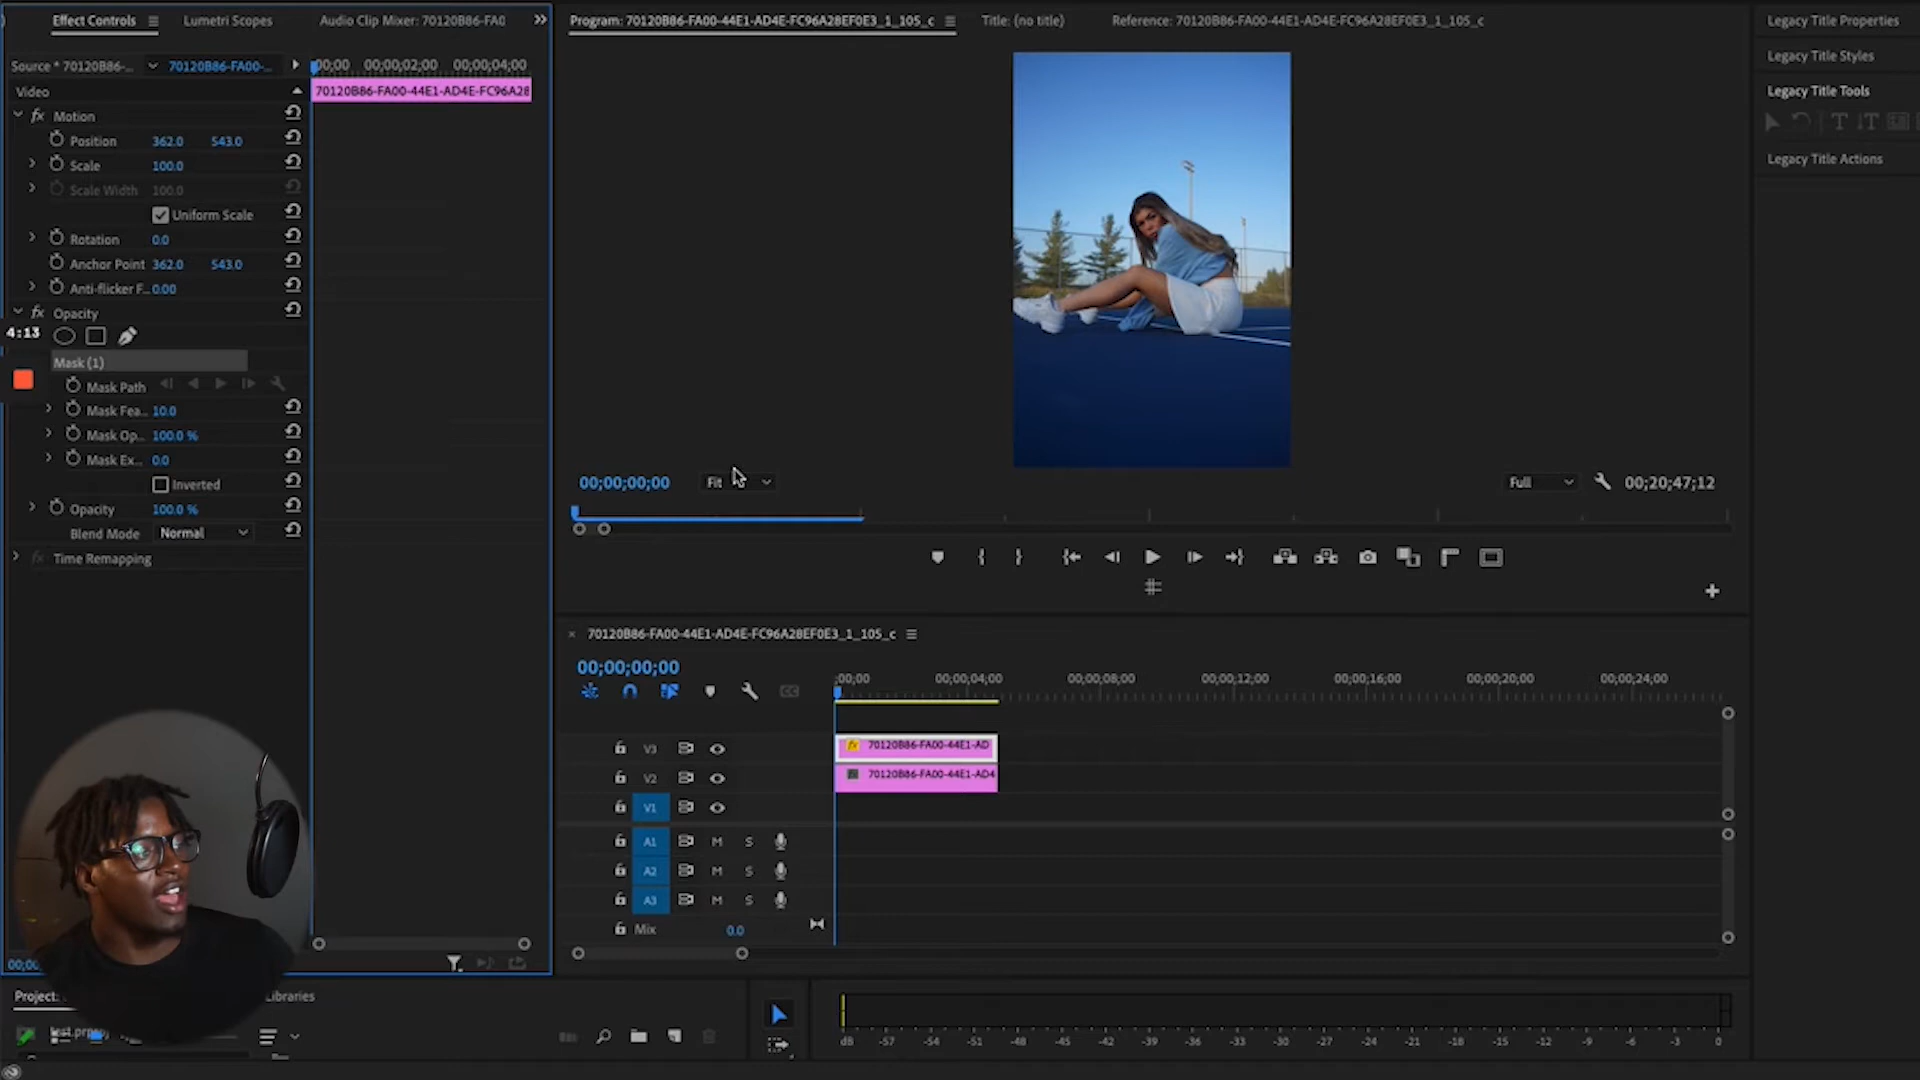 Effect Controls
Lumetri Scopes
Audio Clip Mixer: 70120B86-FA0
Program: 70120B86-FA00-44E1-AD4E-FC96A28EF0E3_1_105_c
Title: (no title)
Reference: 70120B86-FA00-44E1-AD4E-FC96A28EF0E3_1_105_c
Legacy Title Properties
Legacy Title Styles
Legacy Title Tools
Legacy Title Actions
Source * 70120B86-...
70120B86-FA00-...
00;00 00;00;02;00 00;00;04;00
Video
70120B86-FA00-44E1-AD4E-FC96A28
fx Motion
Position 362.0 543.0
Scale 100.0
Scale Width 100.0
Uniform Scale
Rotation 0.0
Anchor Point 362.0 543.0
Anti-flicker F... 0.00
fx Opacity
4:13
Mask (1)
Mask Path
Mask Fea... 10.0
Mask Op... 100.0 %
Mask Ex... 0.0
Inverted
Opacity 100.0 %
Blend Mode Normal
fx Time Remapping
00;00;00;00
Fit
Full
00;20;47;12
70120B86-FA00-44E1-AD4E-FC96A28EF0E3_1_105_c
00;00;00;00
;00;00 00;00;04;00 00;00;08;00 00;00;12;00 00;00;16;00 00;00;20;00 00;00;24;00
V3
fx 70120B86-FA00-44E1-AD
V2
70120B86-FA00-44E1-AD4
V1
A1 M S
A2 M S
A3 M S
Mix 0.0
00;00
Project:
Libraries
test.prproj
dB -57 -54 -51 -48 -45 -42 -39 -36 -33 -30 -27 -24 -21 -18 -15 -12 -9 -6 -3 0